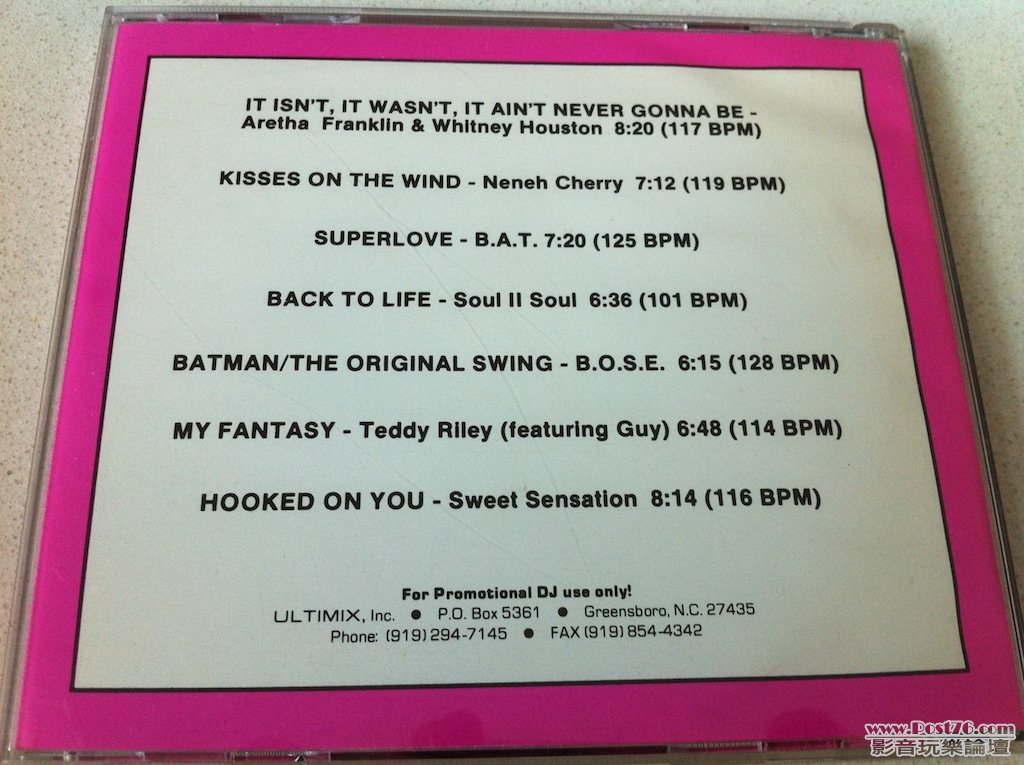 IT ISN'T, IT WASN'T, IT AIN'T NEVER GONNA BE -
Aretha Franklin & Whitney Houston 8:20 (117 BPM)
KISSES ON THE WIND - Neneh Cherry 7:12 (119 BPM)
SUPERLOVE - B.A.T. 7:20 (125 BPM)
BACK TO LIFE - Soul II Soul 6:36 (101 BPM)
BATMAN/THE ORIGINAL SWING - B.O.S.E. 6:15 (128 BPM)
MY FANTASY - Teddy Riley (featuring Guy) 6:48 (114 BPM)
HOOKED ON YOU - Sweet Sensation 8:14 (116 BPM)
For Promotional DJ use only!
ULTIMIX, Inc. ● P.O. Box 5361 ● Greensboro, N.C. 27435
Phone: (919) 294-7145 ● FAX (919) 854-4342
www.Post76.com
影音玩樂論壇